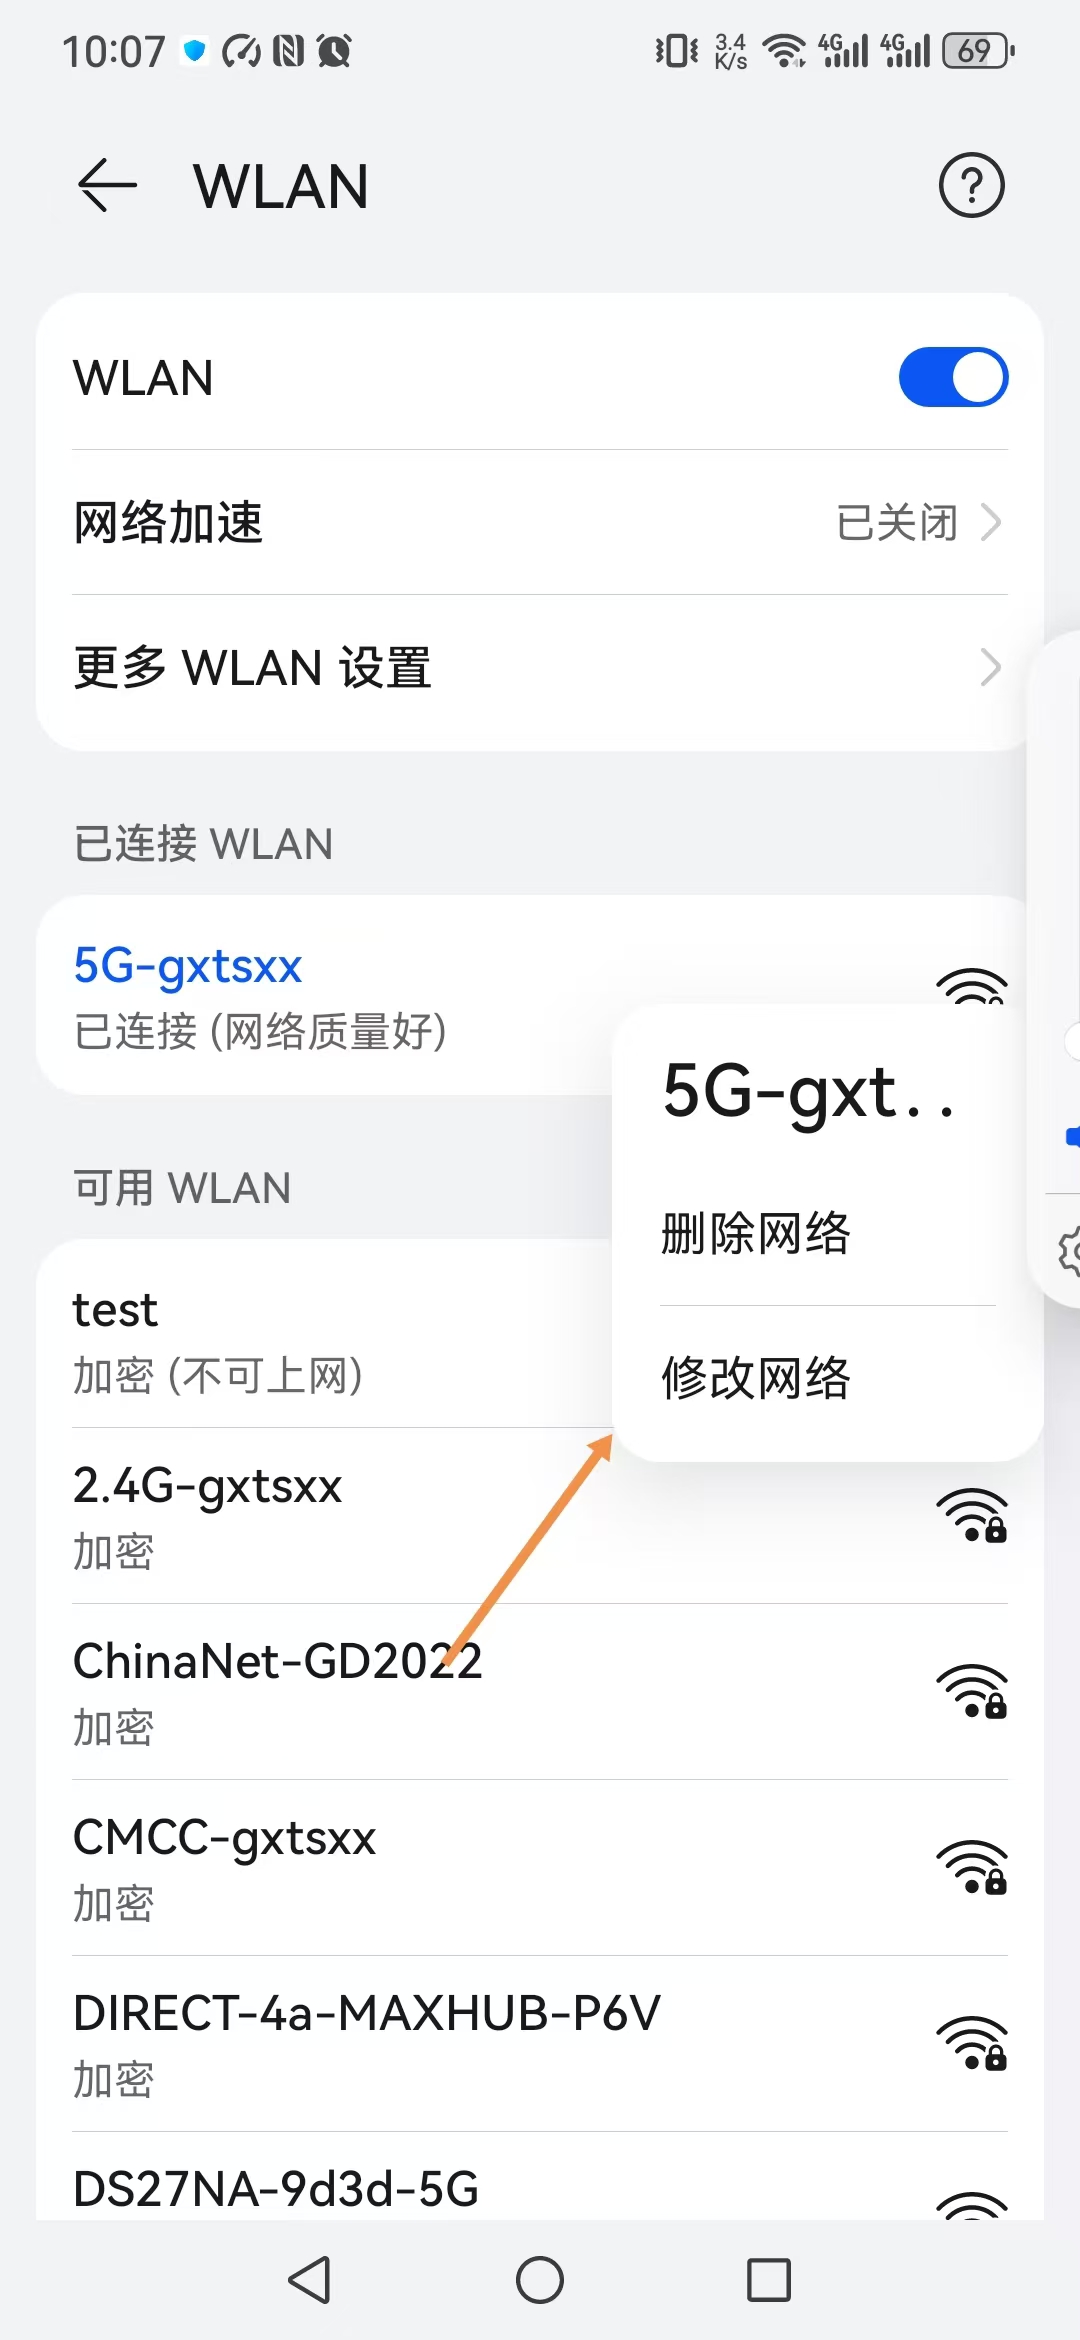 10:07
3.4
K/s
4G
4G
69
WLAN
WLAN
网络加速
已关闭
更多 WLAN 设置
已连接 WLAN
5G-gxtsxx
已连接 (网络质量好)
5G-gxt..
删除网络
修改网络
可用 WLAN
test
加密 (不可上网)
2.4G-gxtsxx
加密
ChinaNet-GD2022
加密
CMCC-gxtsxx
加密
DIRECT-4a-MAXHUB-P6V
加密
DS27NA-9d3d-5G